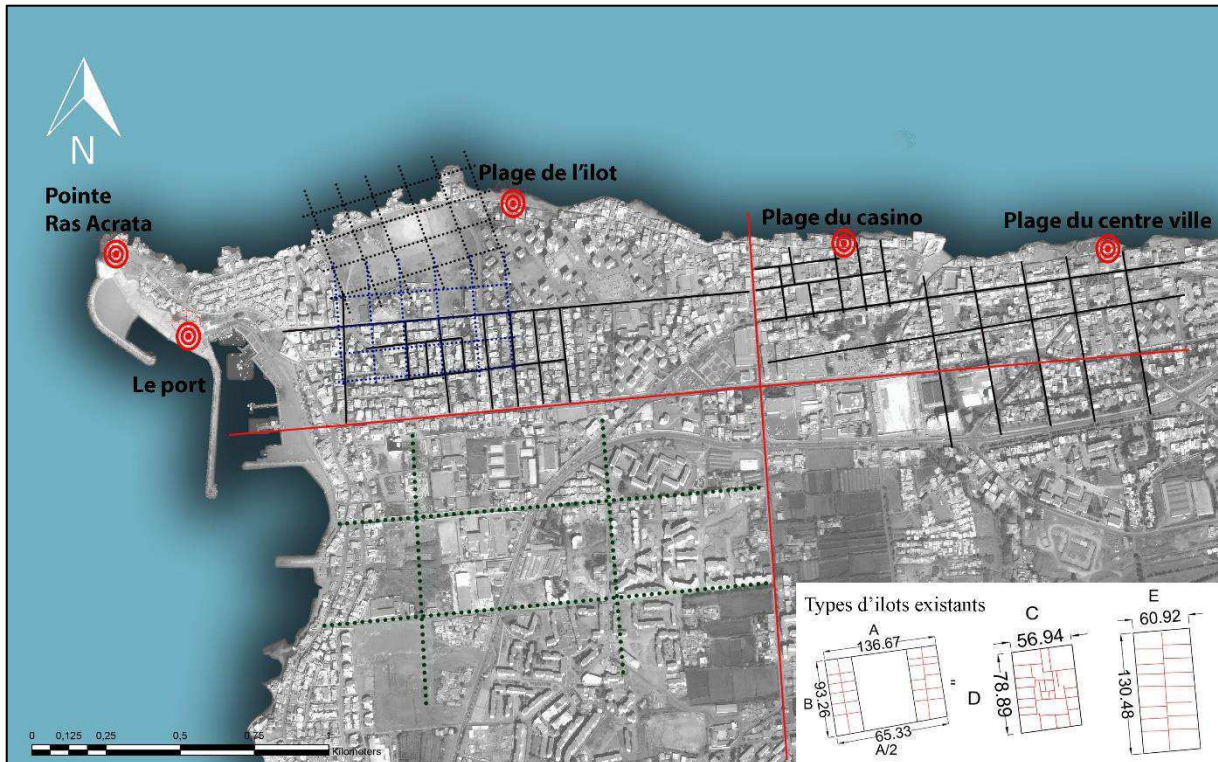 N
Pointe
Ras Acrata
Plage de l'ilot
Plage du casino
Plage du centre ville
Le port
Types d'ilots existants
A
136.67
B
93.26
65.33
A/2
=
C
56.94
D
78.89
E
60.92
130.48
0 0,125 0,25 0,5 0,75 1
Kilometers